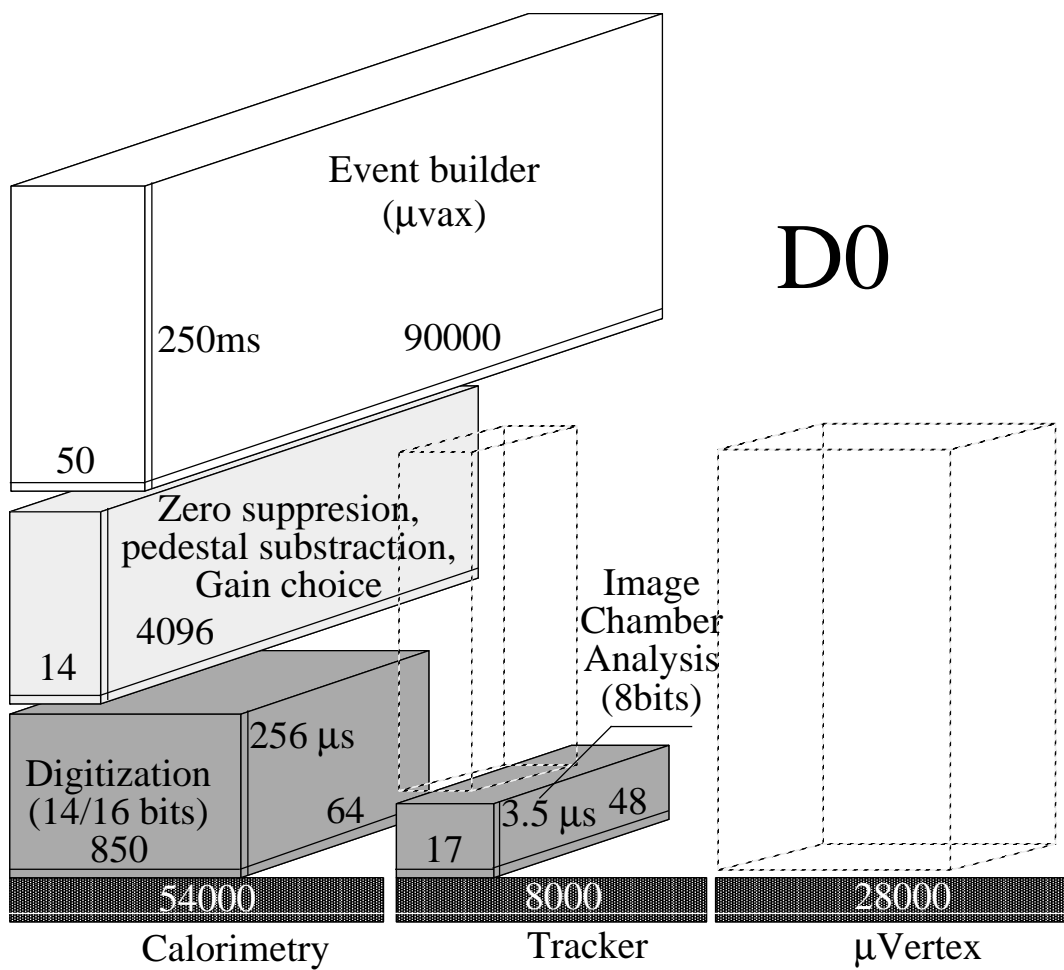 Event builder
(μvax)
D0
250ms
90000
50
Zero suppresion,
pedestal substraction,
Gain choice
4096
14
Image
Chamber
Analysis
(8bits)
256 μs
Digitization
(14/16 bits)
850
64
3.5 μs
48
17
54000
8000
28000
Calorimetry
Tracker
μVertex